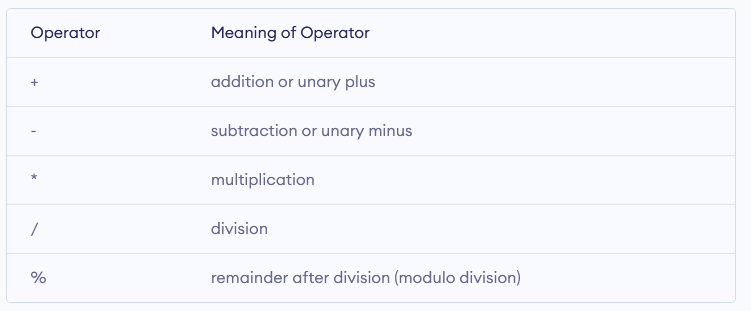 Operator Meaning of Operator
+ addition or unary plus
- subtraction or unary minus
* multiplication
/ division
% remainder after division (modulo division)